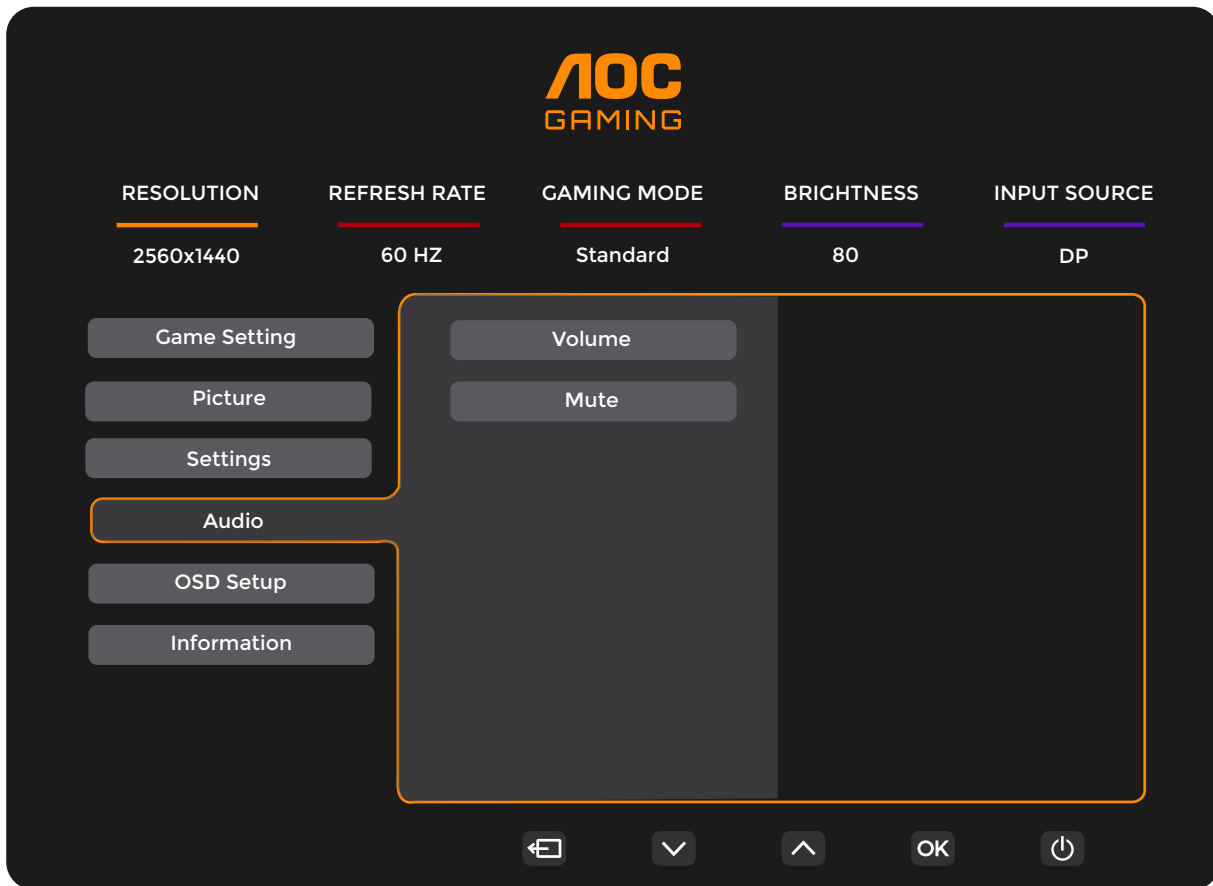 AOC
GAMING
RESOLUTION REFRESH RATE GAMING MODE BRIGHTNESS INPUT SOURCE
2560x1440 60 HZ Standard 80 DP
Game Setting Volume
Picture Mute
Settings
Audio
OSD Setup
Information
OK